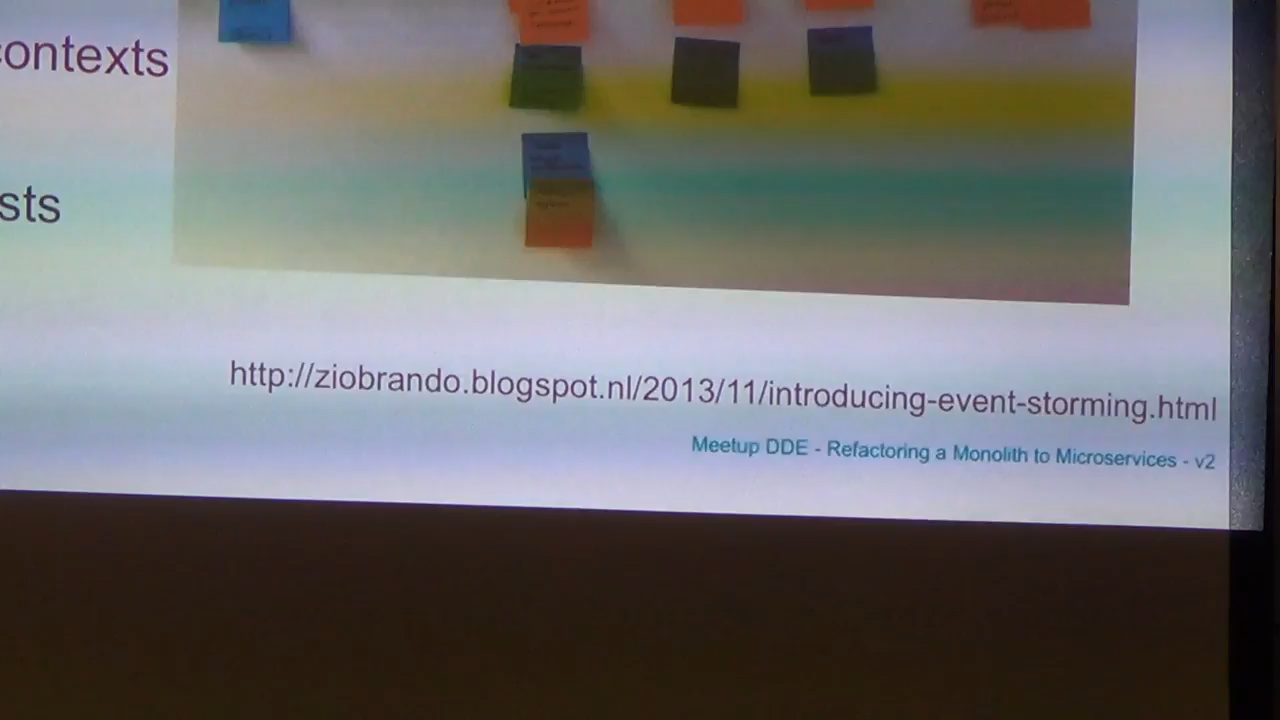 contexts
sts
http://ziobrando.blogspot.nl/2013/11/introducing-event-storming.html
Meetup DDE - Refactoring a Monolith to Microservices - v2